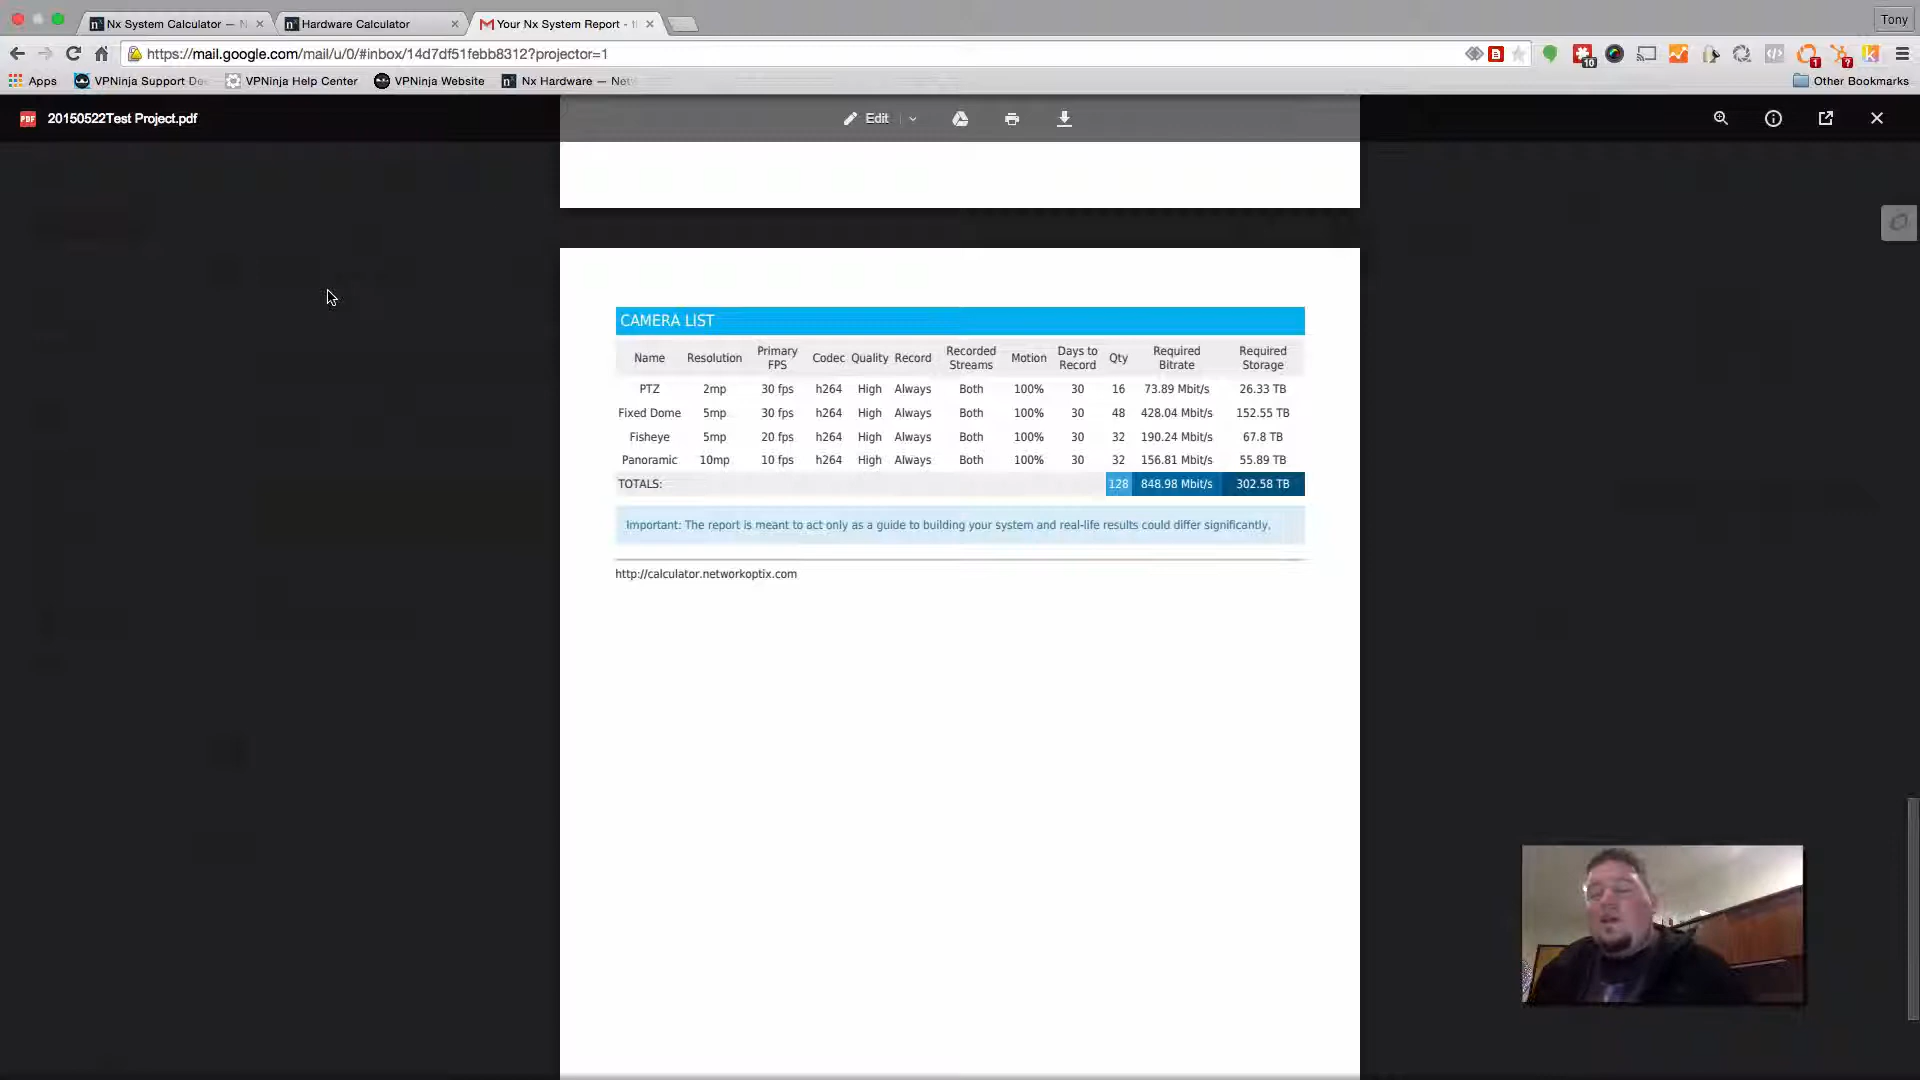 Nx System Calculator — N
Hardware Calculator
Your Nx System Report - t
Tony
https://mail.google.com/mail/u/0/#inbox/14d7df51febb8312?projector=1
10
1
?
Apps
VPNinja Support De
VPNinja Help Center
VPNinja Website
Nx Hardware — Net
Other Bookmarks
PDF
20150522Test Project.pdf
Edit
CAMERA LIST
Name Resolution Primary FPS Codec Quality Record Recorded Streams Motion Days to Record Qty Required Bitrate Required Storage
PTZ 2mp 30 fps h264 High Always Both 100% 30 16 73.89 Mbit/s 26.33 TB
Fixed Dome 5mp 30 fps h264 High Always Both 100% 30 48 428.04 Mbit/s 152.55 TB
Fisheye 5mp 20 fps h264 High Always Both 100% 30 32 190.24 Mbit/s 67.8 TB
Panoramic 10mp 10 fps h264 High Always Both 100% 30 32 156.81 Mbit/s 55.89 TB
TOTALS: 128 848.98 Mbit/s 302.58 TB
Important: The report is meant to act only as a guide to building your system and real-life results could differ significantly.
http://calculator.networkoptix.com